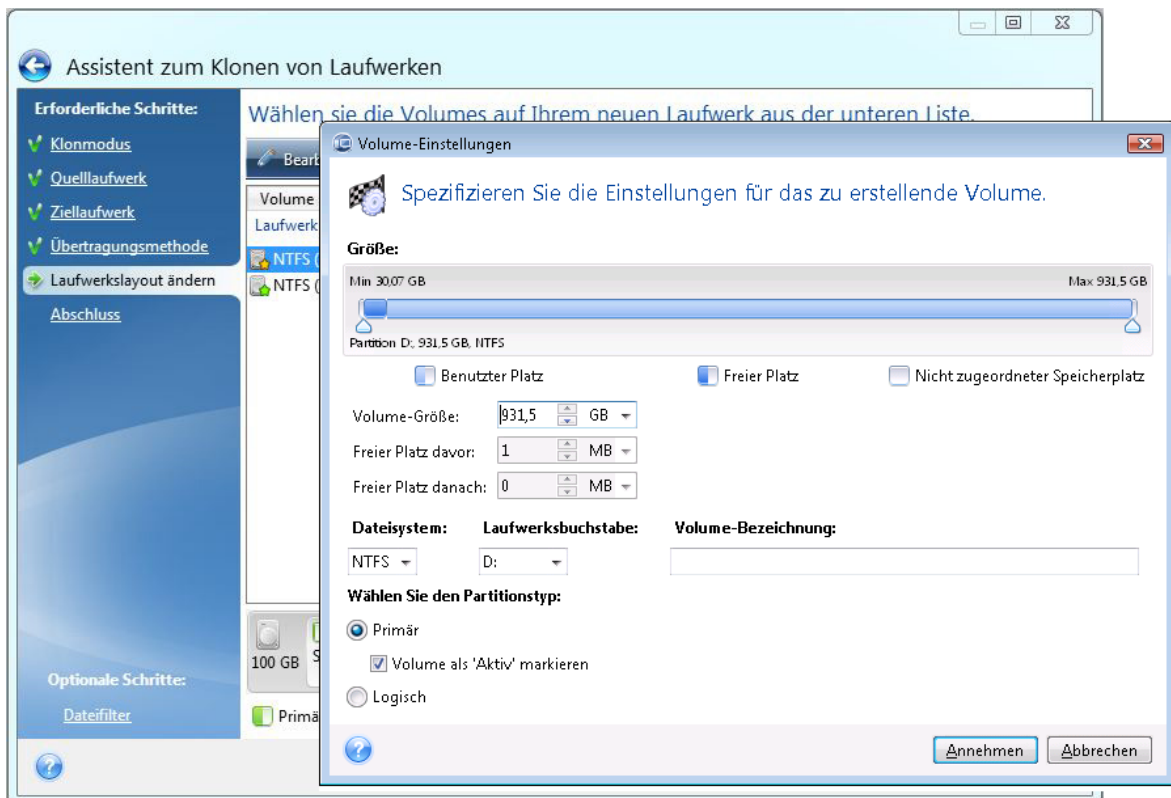 Assistent zum Klonen von Laufwerken
Erforderliche Schritte:
Klonmodus
Quelllaufwerk
Ziellaufwerk
Übertragungsmethode
Laufwerkslayout ändern
Abschluss
Optionale Schritte:
Dateifilter
Wählen sie die Volumes auf Ihrem neuen Laufwerk aus der unteren Liste.
Bearb
Volume
Laufwerk
NTFS (
NTFS (
100 GB
S
Primä
Volume-Einstellungen
Spezifizieren Sie die Einstellungen für das zu erstellende Volume.
Größe:
Min 30,07 GB Max 931,5 GB
Partition D:, 931,5 GB, NTFS
Benutzter Platz Freier Platz Nicht zugeordneter Speicherplatz
Volume-Größe: 931,5 GB
Freier Platz davor: 1 MB
Freier Platz danach: 0 MB
Dateisystem: Laufwerksbuchstabe: Volume-Bezeichnung:
NTFS D:
Wählen Sie den Partitionstyp:
Primär
Volume als 'Aktiv' markieren
Logisch
Annehmen Abbrechen